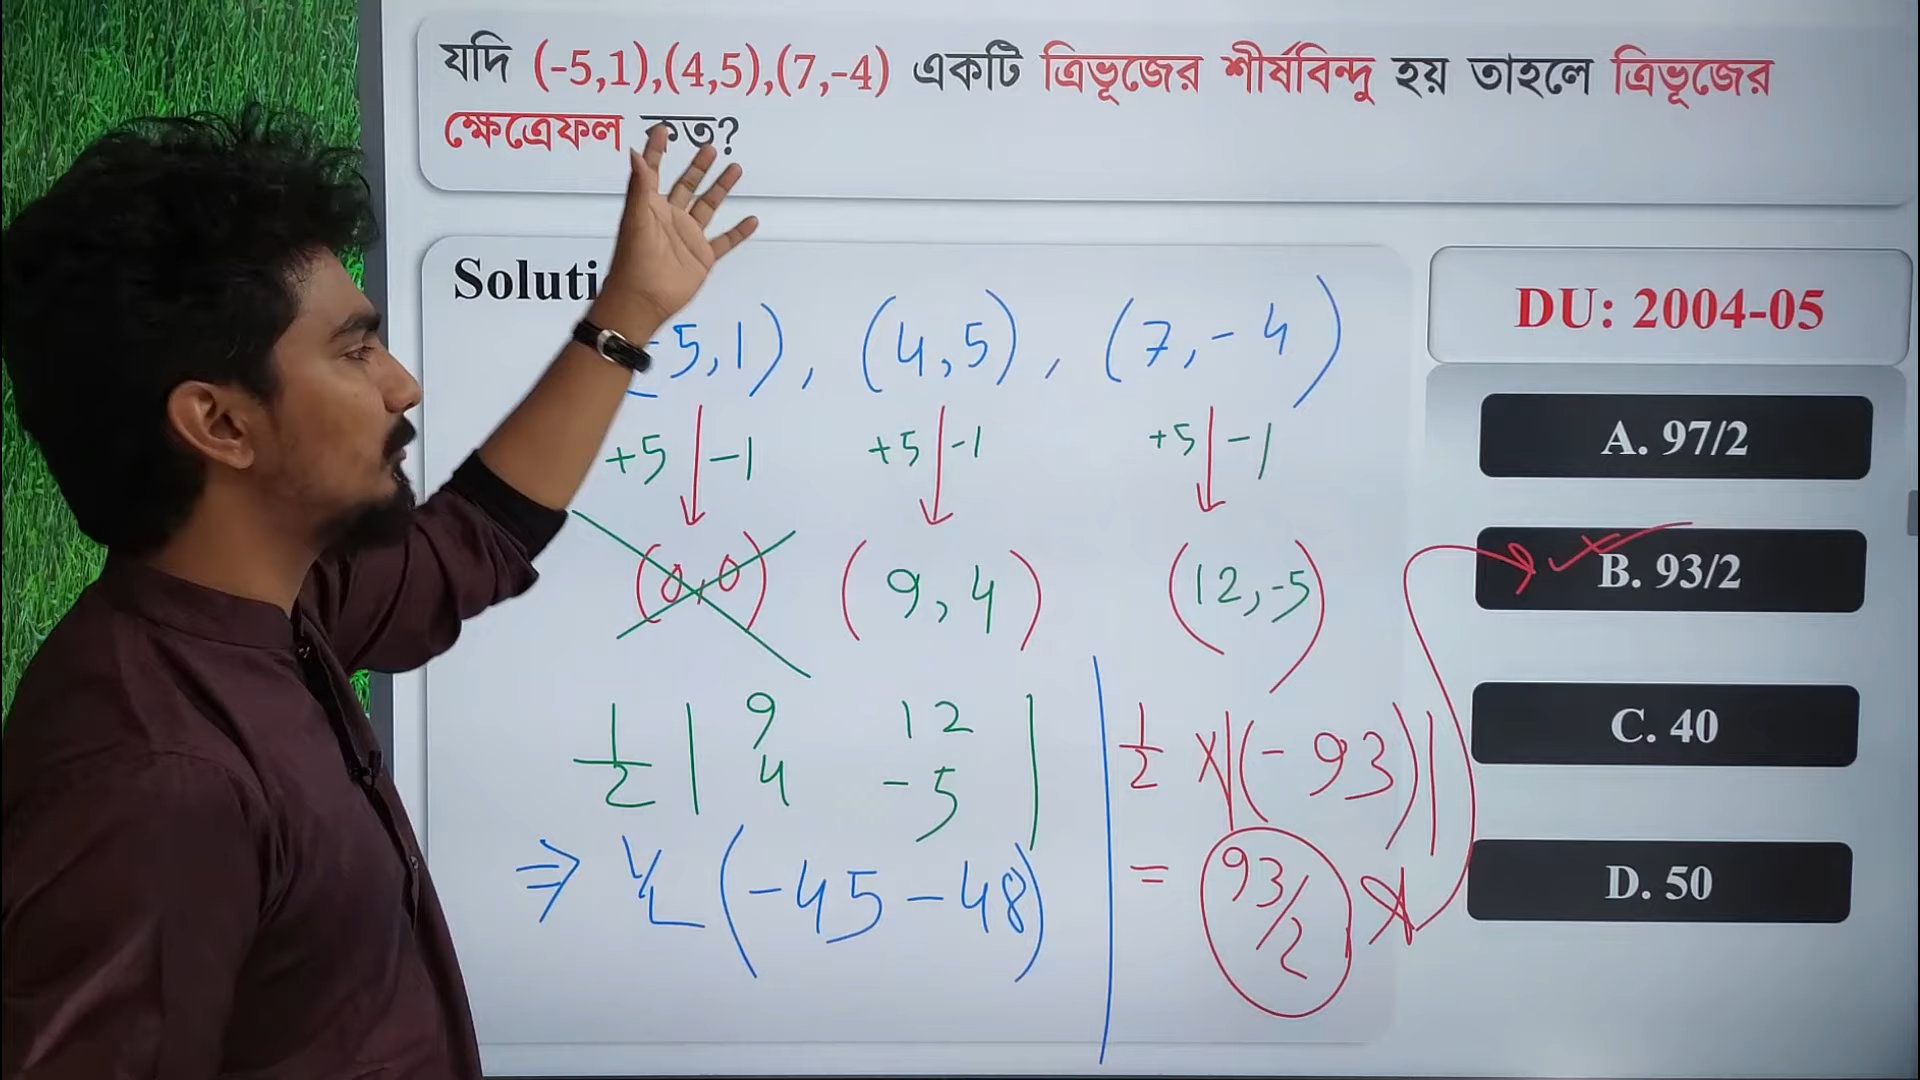 যদি (-5,1),(4,5),(7,-4) একটি ত্রিভূজের শীর্ষবিন্দু হয় তাহলে ত্রিভূজের
ক্ষেত্রেফল কত?
Soluti
-5,1), (4,5), (7,-4)
+5 -1 +5 -1 +5 -1
(0,0) (9,4) (12,-5)
1/2 | 9 12 |
4 -5
⇒ 1/2 (-45-48)
1/2 ×|(-93)|
= 93/2
DU: 2004-05
A. 97/2
B. 93/2
C. 40
D. 50